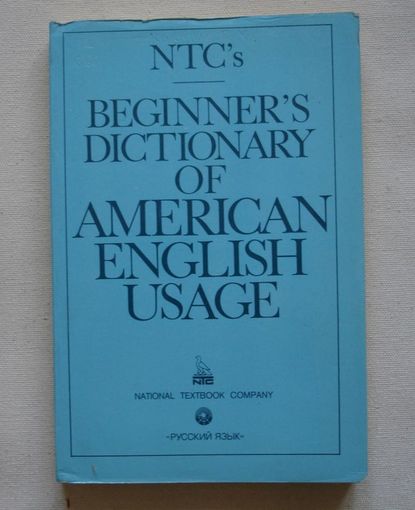 NTC's
BEGINNER'S
DICTIONARY
OF
AMERICAN
ENGLISH
USAGE
NTC
NATIONAL TEXTBOOK COMPANY
«РУССКИЙ ЯЗЫК»